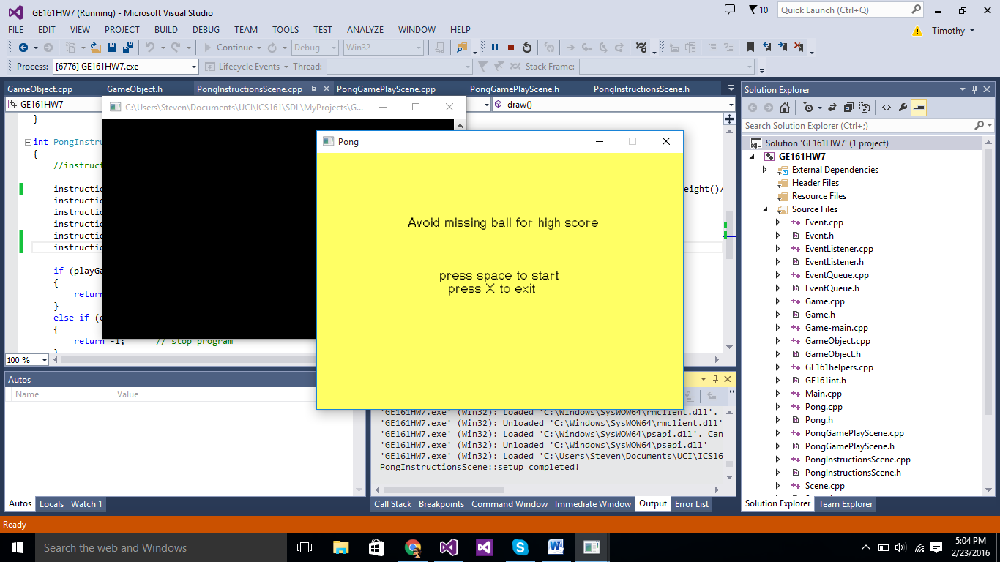 GE161HW7 (Running) - Microsoft Visual Studio
10
Quick Launch (Ctrl+Q)
FILE EDIT VIEW PROJECT BUILD DEBUG TEAM TOOLS TEST ANALYZE WINDOW HELP
Timothy
Continue Debug Win32
Process: [6776] GE161HW7.exe Lifecycle Events Thread: Stack Frame:
GameObject.cpp GameObject.h PongInstructionsScene.cpp PongGamePlayScene.cpp PongGamePlayScene.h PongInstructionsScene.h
GE161HW7
draw()
C:\Users\Steven\Documents\UCI\ICS161\SDL\MyProjects\G...
}
int PongInstru
{
//instruct
instructio
eight()/
instructio
instructio
instructio
instructio
instructio
if (playGa
{
return
}
else if (e
{
return -1; // stop program
100 %
Pong
Avoid missing ball for high score
press space to start
press X to exit
Autos
Name Value
'GE161HW7.exe' (Win32): Loaded 'C:\Windows\SysWOW64\rmclient.dll'.
'GE161HW7.exe' (Win32): Unloaded 'C:\Windows\SysWOW64\rmclient.dll'
'GE161HW7.exe' (Win32): Loaded 'C:\Windows\SysWOW64\psapi.dll'. Can
'GE161HW7.exe' (Win32): Unloaded 'C:\Windows\SysWOW64\psapi.dll'
'GE161HW7.exe' (Win32): Loaded 'C:\Users\Steven\Documents\UCI\ICS16
PongInstructionsScene::setup completed!
Autos Locals Watch 1
Call Stack Breakpoints Command Window Immediate Window Output Error List
Solution Explorer
Search Solution Explorer (Ctrl+;)
Solution 'GE161HW7' (1 project)
GE161HW7
External Dependencies
Header Files
Resource Files
Source Files
Event.cpp
Event.h
EventListener.cpp
EventListener.h
EventQueue.cpp
EventQueue.h
Game.cpp
Game.h
Game-main.cpp
GameObject.cpp
GameObject.h
GE161helpers.cpp
GE161int.h
Main.cpp
Pong.cpp
Pong.h
PongGamePlayScene.cpp
PongGamePlayScene.h
PongInstructionsScene.cpp
PongInstructionsScene.h
Scene.cpp
Solution Explorer Team Explorer
Ready
Search the web and Windows
5:04 PM
2/23/2016